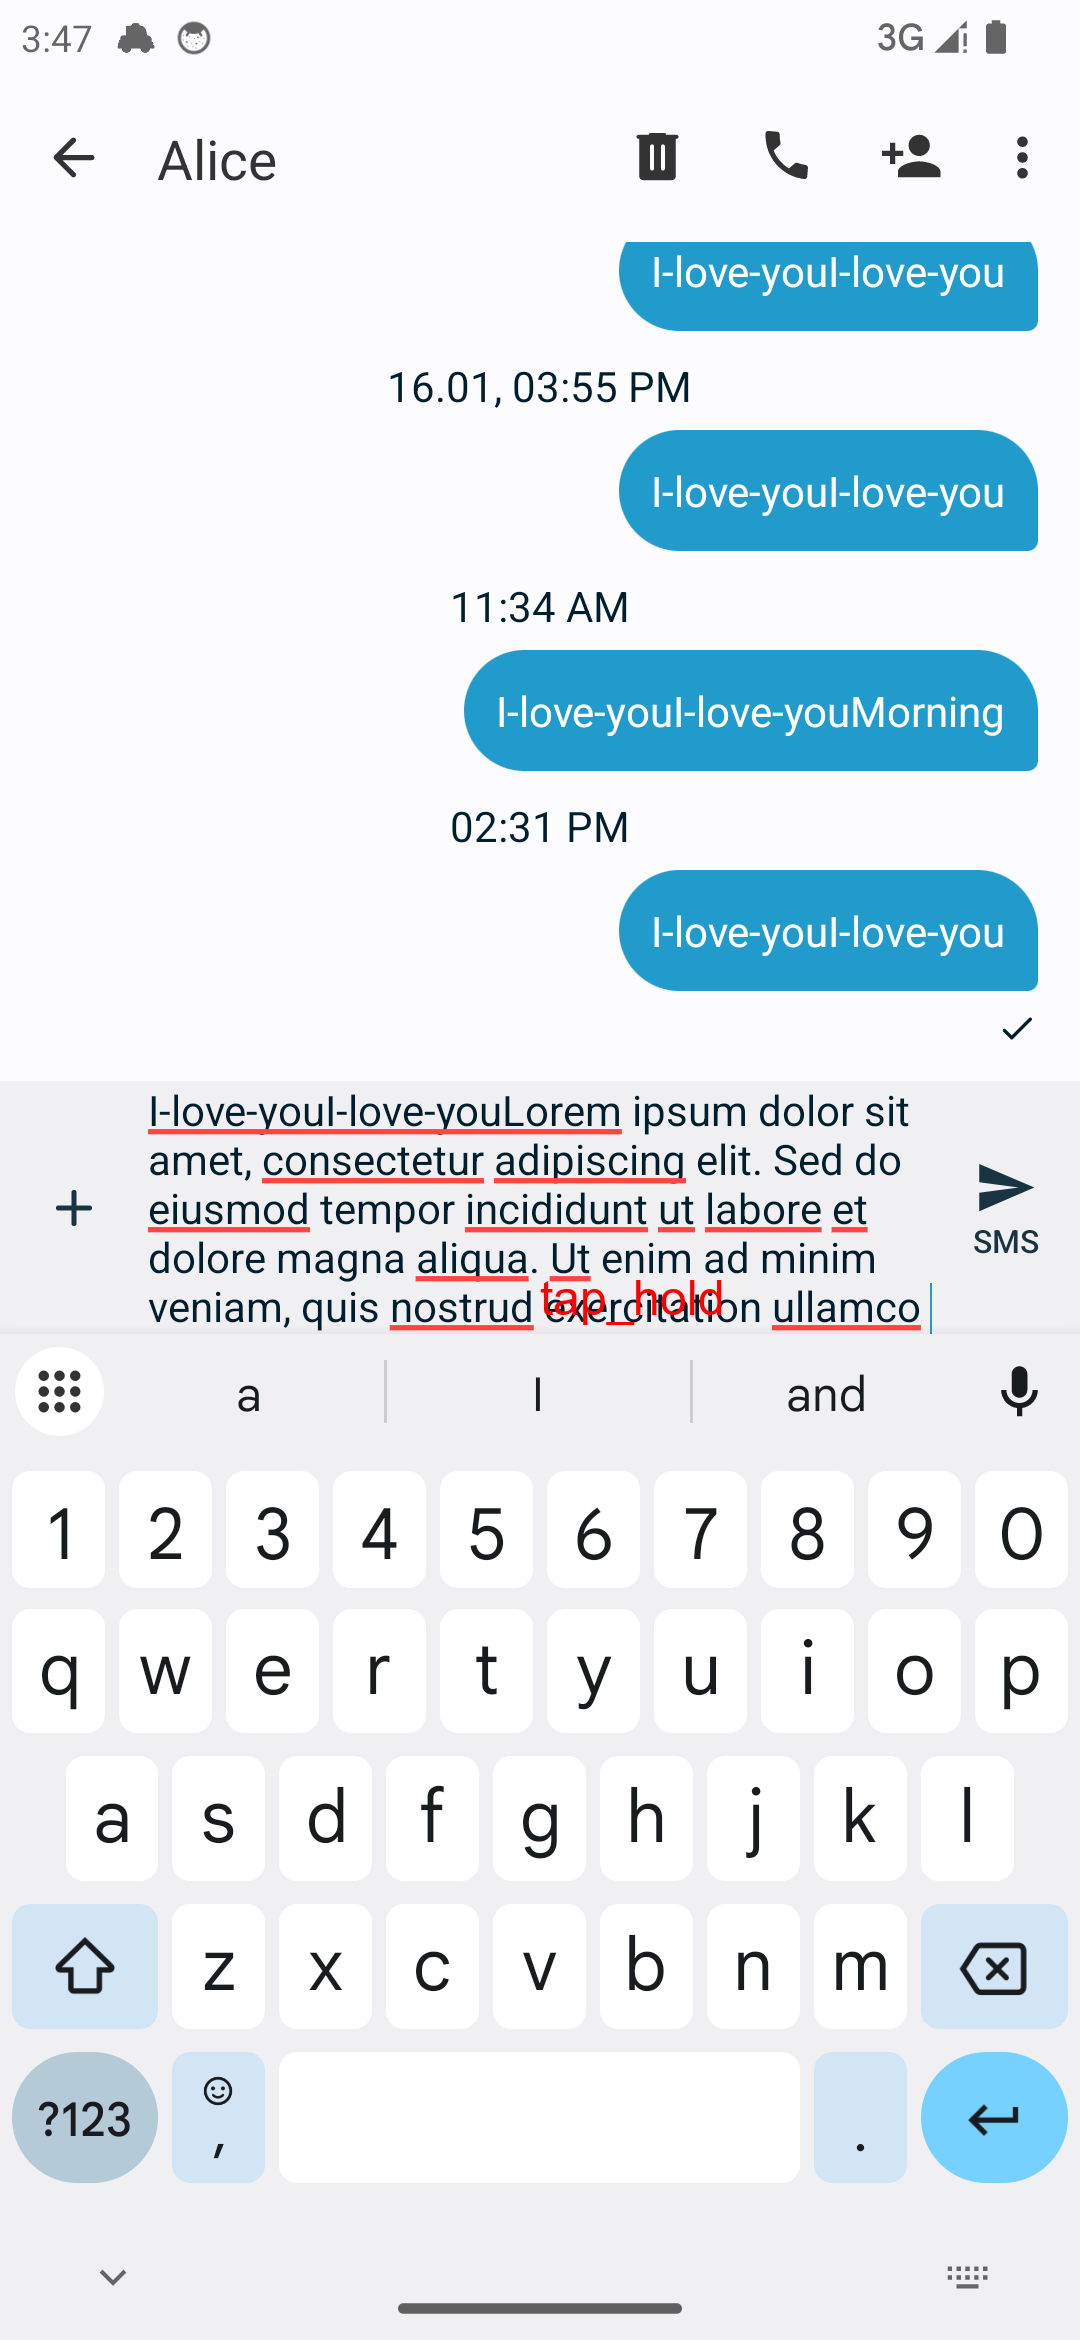 3:47
3G
Alice
I-love-youI-love-you
16.01, 03:55 PM
I-love-youI-love-you
11:34 AM
I-love-youI-love-youMorning
02:31 PM
I-love-youI-love-you
I-love-youI-love-youLorem ipsum dolor sit
amet, consectetur adipiscing elit. Sed do
eiusmod tempor incididunt ut labore et
dolore magna aliqua. Ut enim ad minim
veniam, quis nostrud exercitation ullamco
tap_hold
SMS
a I and
1 2 3 4 5 6 7 8 9 0
q w e r t y u i o p
a s d f g h j k l
z x c v b n m
?123 , .